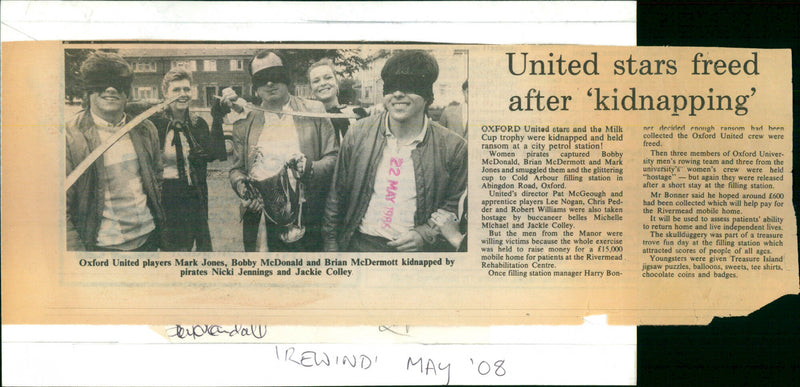 United stars freed
after ‘kidnapping’
22 MAY 1986
Oxford United players Mark Jones, Bobby McDonald and Brian McDermott kidnapped by
pirates Nicki Jennings and Jackie Colley
OXFORD United stars and the Milk
Cup trophy were kidnapped and held
ransom at a city petrol station!
Women pirates captured Bobby
McDonald, Brian McDermott and Mark
Jones and smuggled them and the glittering
cup to Cold Arbour filling station in
Abingdon Road, Oxford.
United's director Pat McGeough and
apprentice players Lee Nogan, Chris Ped-
der and Robert Williams were also taken
hostage by buccaneer belles Michelle
Michael and Jackie Colley.
But the men from the Manor were
willing victims because the whole exercise
was held to raise money for a £15,000
mobile home for patients at the Rivermead
Rehabilitation Centre.
Once filling station manager Harry Bon-
ner decided enough ransom had been
collected the Oxford United crew were
freed.
Then three members of Oxford Univer-
sity men's rowing team and three from the
university's women's crew were held
"hostage" — but again they were released
after a short stay at the filling station.
Mr Bonner said he hoped around £600
had been collected which will help pay for
the Rivermead mobile home.
It will be used to assess patients' ability
to return home and live independent lives.
The skullduggery was part of a treasure
trove fun day at the filling station which
attracted scores of people of all ages.
Youngsters were given Treasure Island
jigsaw puzzles, balloons, sweets, tee shirts,
chocolate coins and badges.
'REWIND' MAY '08